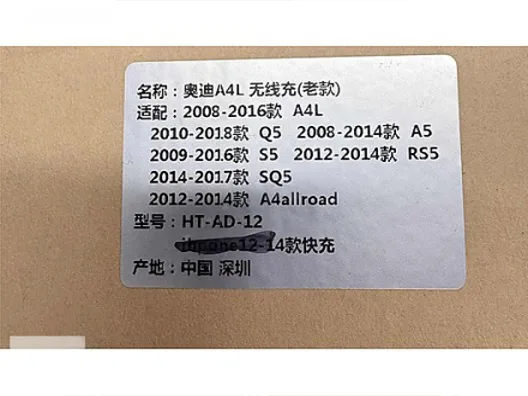 名称：奥迪A4L 无线充(老款)
适配：2008-2016款 A4L
2010-2018款 Q5 2008-2014款 A5
2009-2016款 S5 2012-2014款 RS5
2014-2017款 SQ5
2012-2014款 A4allroad
型号：HT-AD-12
12-14款快充
产地：中国 深圳